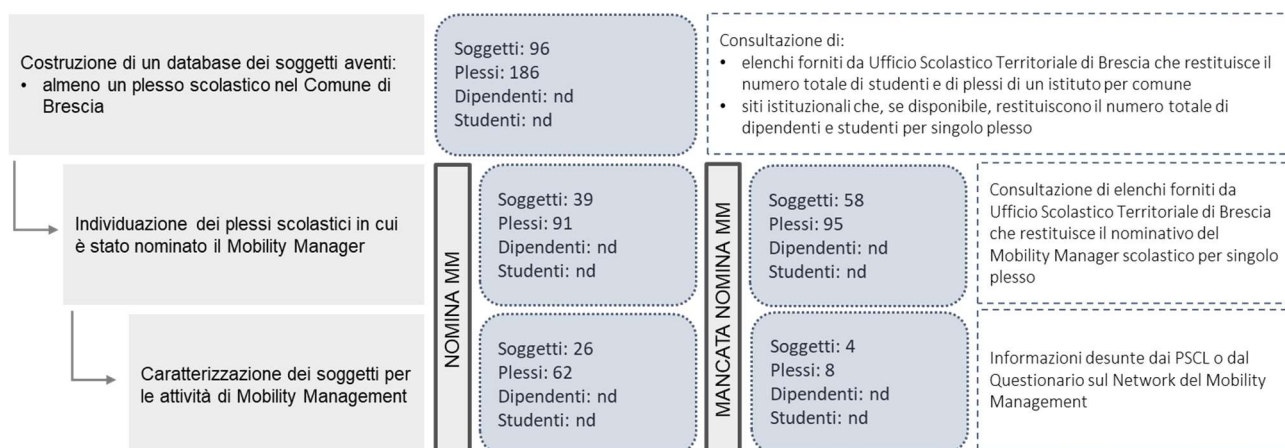 Costruzione di un database dei soggetti aventi:
• almeno un plesso scolastico nel Comune di
Brescia
Soggetti: 96
Plessi: 186
Dipendenti: nd
Studenti: nd
Consultazione di:
• elenchi forniti da Ufficio Scolastico Territoriale di Brescia che restituisce il
numero totale di studenti e di plessi di un istituto per comune
• siti istituzionali che, se disponibile, restituiscono il numero totale di
dipendenti e studenti per singolo plesso
Individuazione dei plessi scolastici in cui
è stato nominato il Mobility Manager
NOMINA MM
Soggetti: 39
Plessi: 91
Dipendenti: nd
Studenti: nd
MANCATA NOMINA MM
Soggetti: 58
Plessi: 95
Dipendenti: nd
Studenti: nd
Consultazione di elenchi forniti da
Ufficio Scolastico Territoriale di Brescia
che restituisce il nominativo del
Mobility Manager scolastico per singolo
plesso
Caratterizzazione dei soggetti per
le attività di Mobility Management
Soggetti: 26
Plessi: 62
Dipendenti: nd
Studenti: nd
Soggetti: 4
Plessi: 8
Dipendenti: nd
Studenti: nd
Informazioni desunte dai PSCL o dal
Questionario sul Network del Mobility
Management